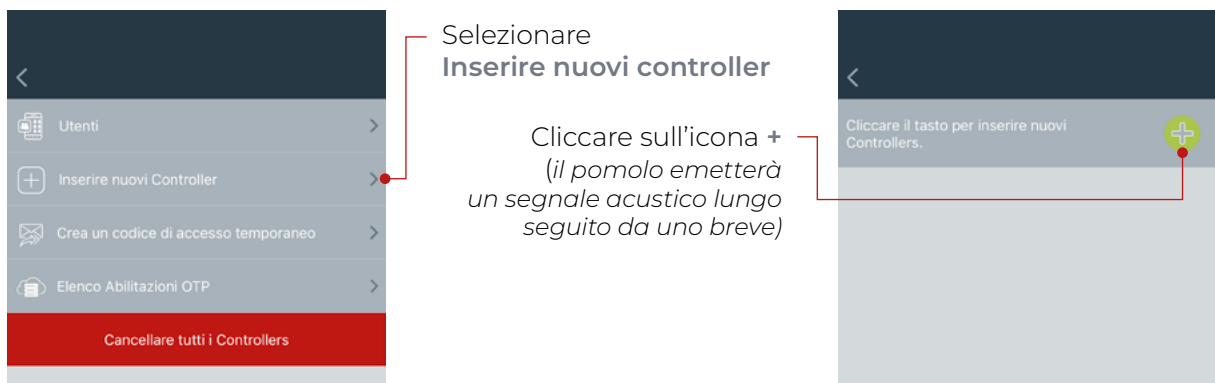 Utenti
Inserire nuovi Controller
Crea un codice di accesso temporaneo
Elenco Abilitazioni OTP
Cancellare tutti i Controllers
Selezionare
Inserire nuovi controller
Cliccare sull’icona +
(il pomolo emetterà
un segnale acustico lungo
seguito da uno breve)
Cliccare il tasto per inserire nuovi
Controllers.